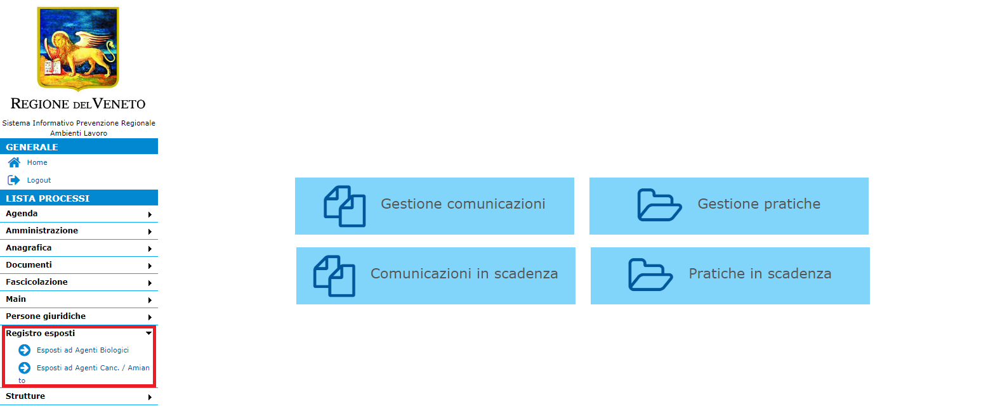 REGIONE DEL VENETO
Sistema Informativo Prevenzione Regionale
Ambienti Lavoro
GENERALE
Home
Logout
LISTA PROCESSI
Agenda
Amministrazione
Anagrafica
Documenti
Fascicolazione
Main
Persone giuridiche
Registro esposti
Esposti ad Agenti Biologici
Esposti ad Agenti Canc. / Amian
to
Strutture
Gestione comunicazioni
Gestione pratiche
Comunicazioni in scadenza
Pratiche in scadenza